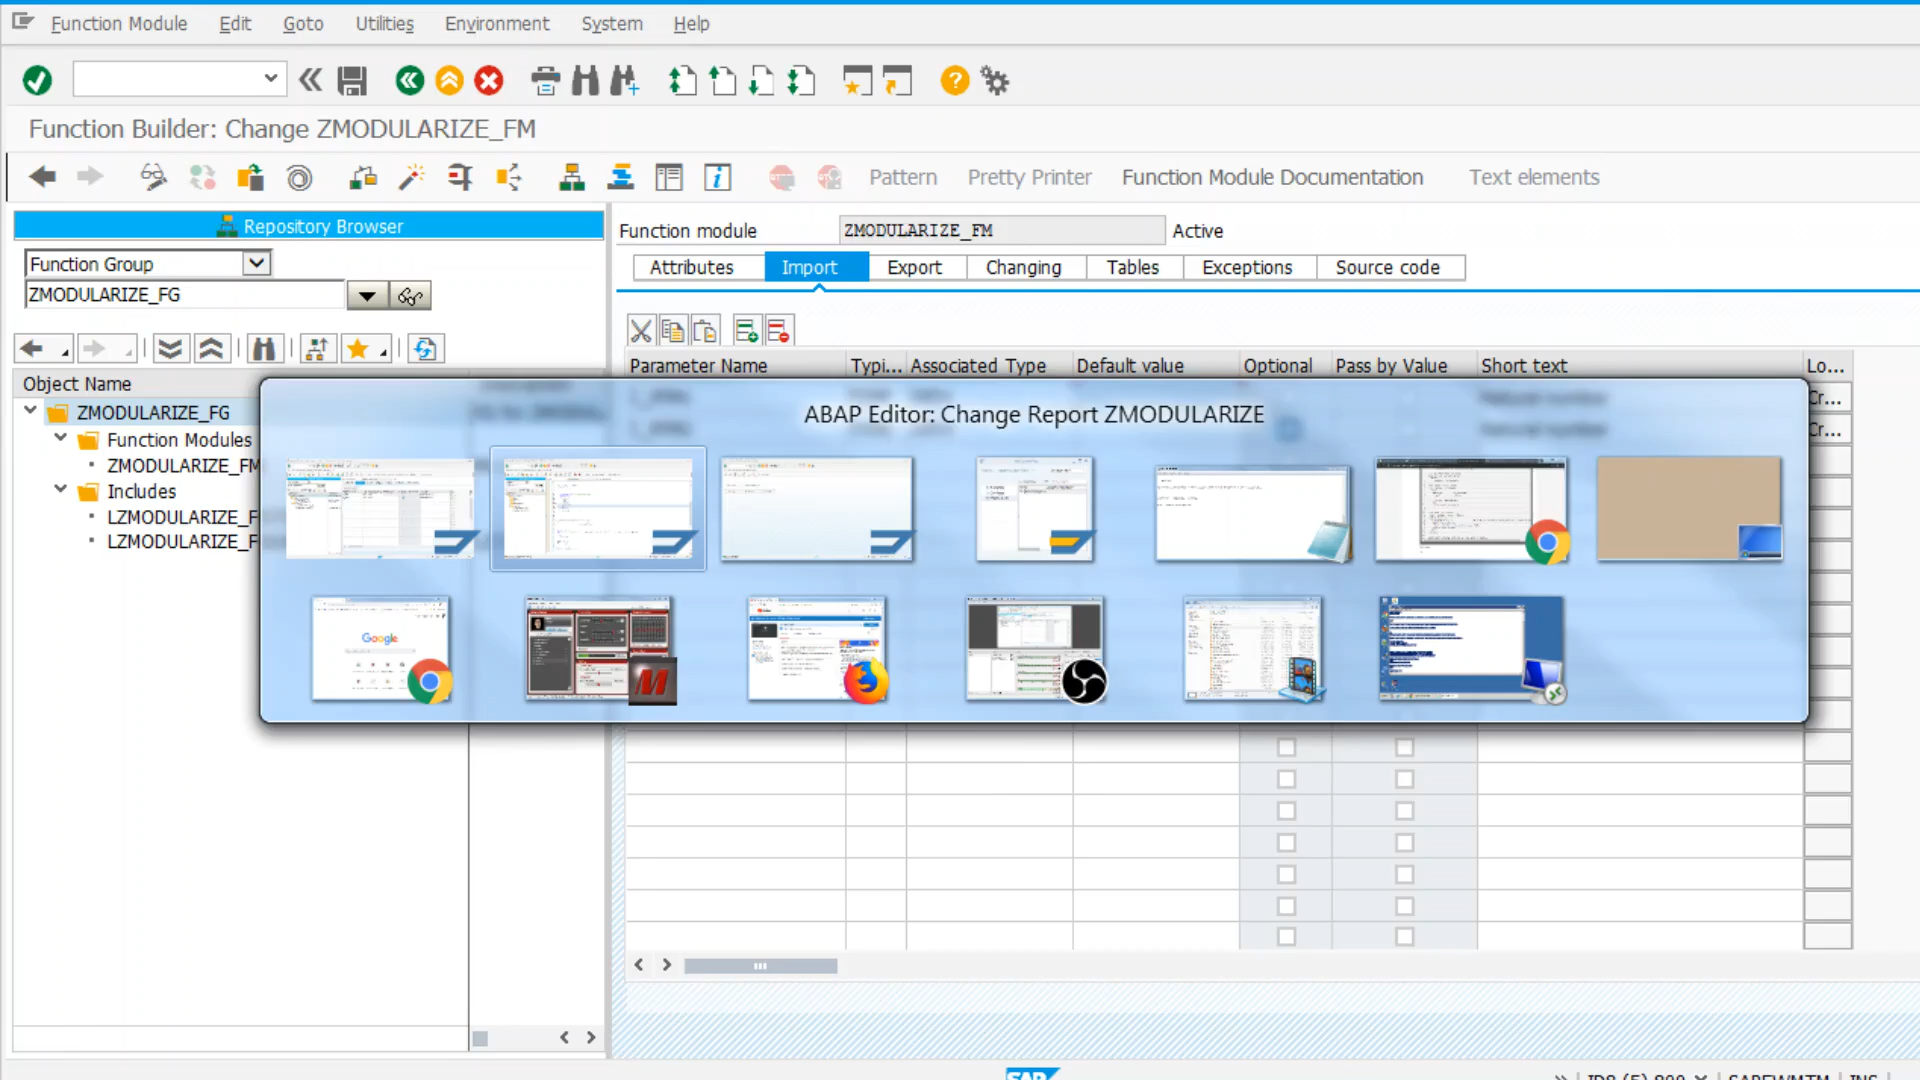 Function Module Edit Goto Utilities Environment System Help
Function Builder: Change ZMODULARIZE_FM
Pattern Pretty Printer Function Module Documentation Text elements
Repository Browser
Function Group
ZMODULARIZE_FG
Function module ZMODULARIZE_FM Active
Attributes Import Export Changing Tables Exceptions Source code
Parameter Name Typi... Associated Type Default value Optional Pass by Value Short text Lo...
Object Name
ZMODULARIZE_FG
Function Modules
ZMODULARIZE_FM
Includes
LZMODULARIZE_F
LZMODULARIZE_F
Cr...
Cr...
ABAP Editor: Change Report ZMODULARIZE
Google
SAP